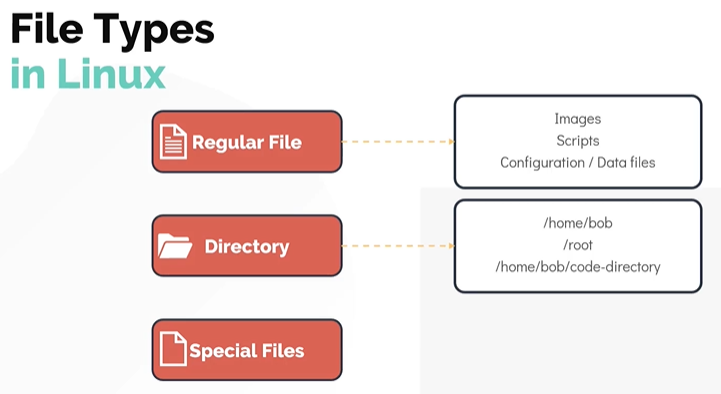 File Types
in Linux
Regular File
Images
Scripts
Configuration / Data files
Directory
/home/bob
/root
/home/bob/code-directory
Special Files